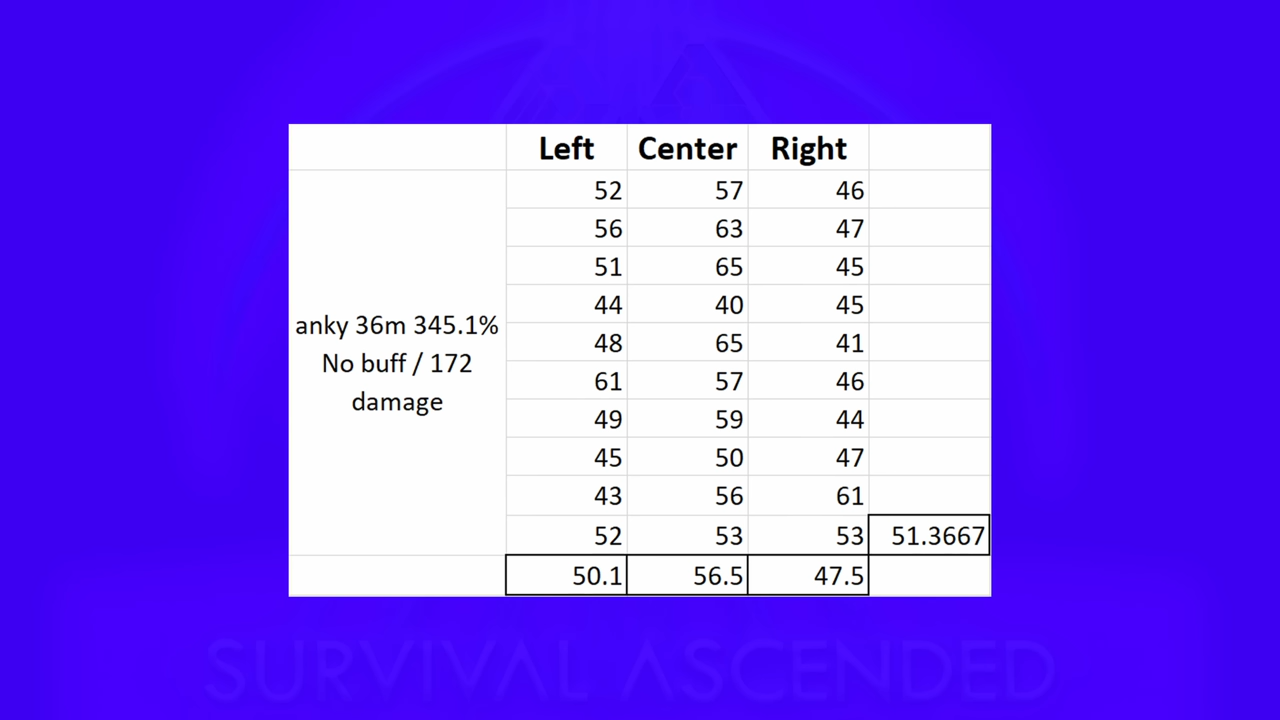 Left Center Right
52 57 46
56 63 47
51 65 45
44 40 45
anky 36m 345.1%
48 65 41
No buff / 172
61 57 46
damage
49 59 44
45 50 47
43 56 61
52 53 53 51.3667
50.1 56.5 47.5
SURVIVAL ASCENDED